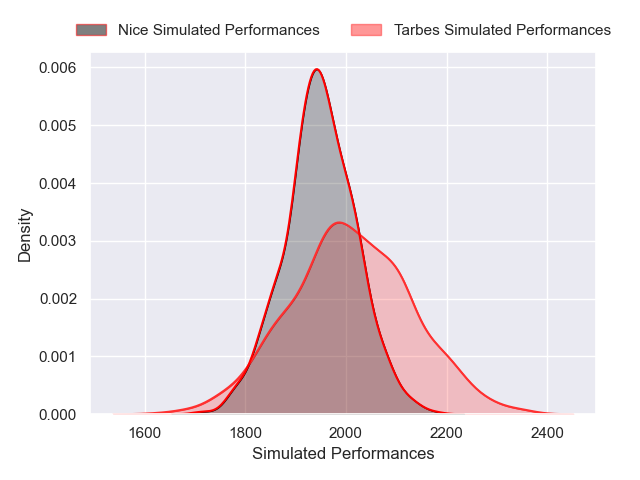 Nice Simulated Performances Tarbes Simulated Performances
0.006
0.005
0.004
0.003
0.002
0.001
0.000
Density
1600 1800 2000 2200 2400
Simulated Performances